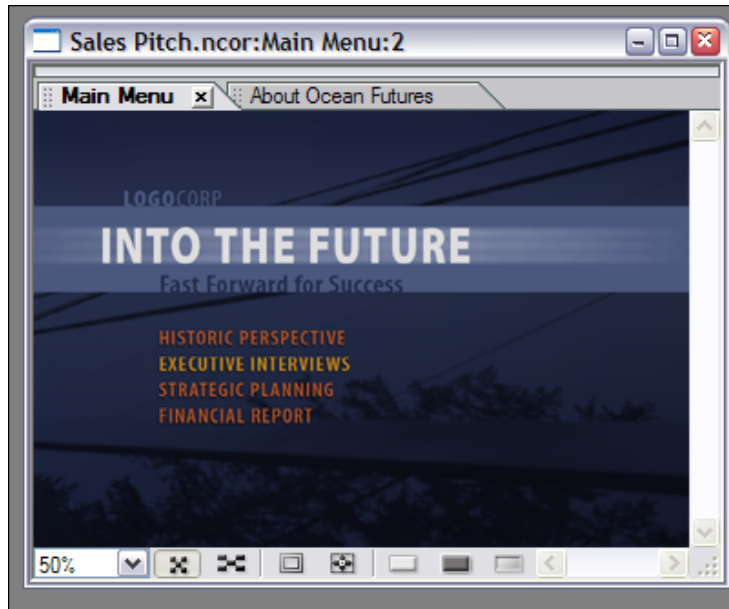 Sales Pitch.ncor:Main Menu:2
Main Menu
About Ocean Futures
LOGOCORP
INTO THE FUTURE
Fast Forward for Success
HISTORIC PERSPECTIVE
EXECUTIVE INTERVIEWS
STRATEGIC PLANNING
FINANCIAL REPORT
50%